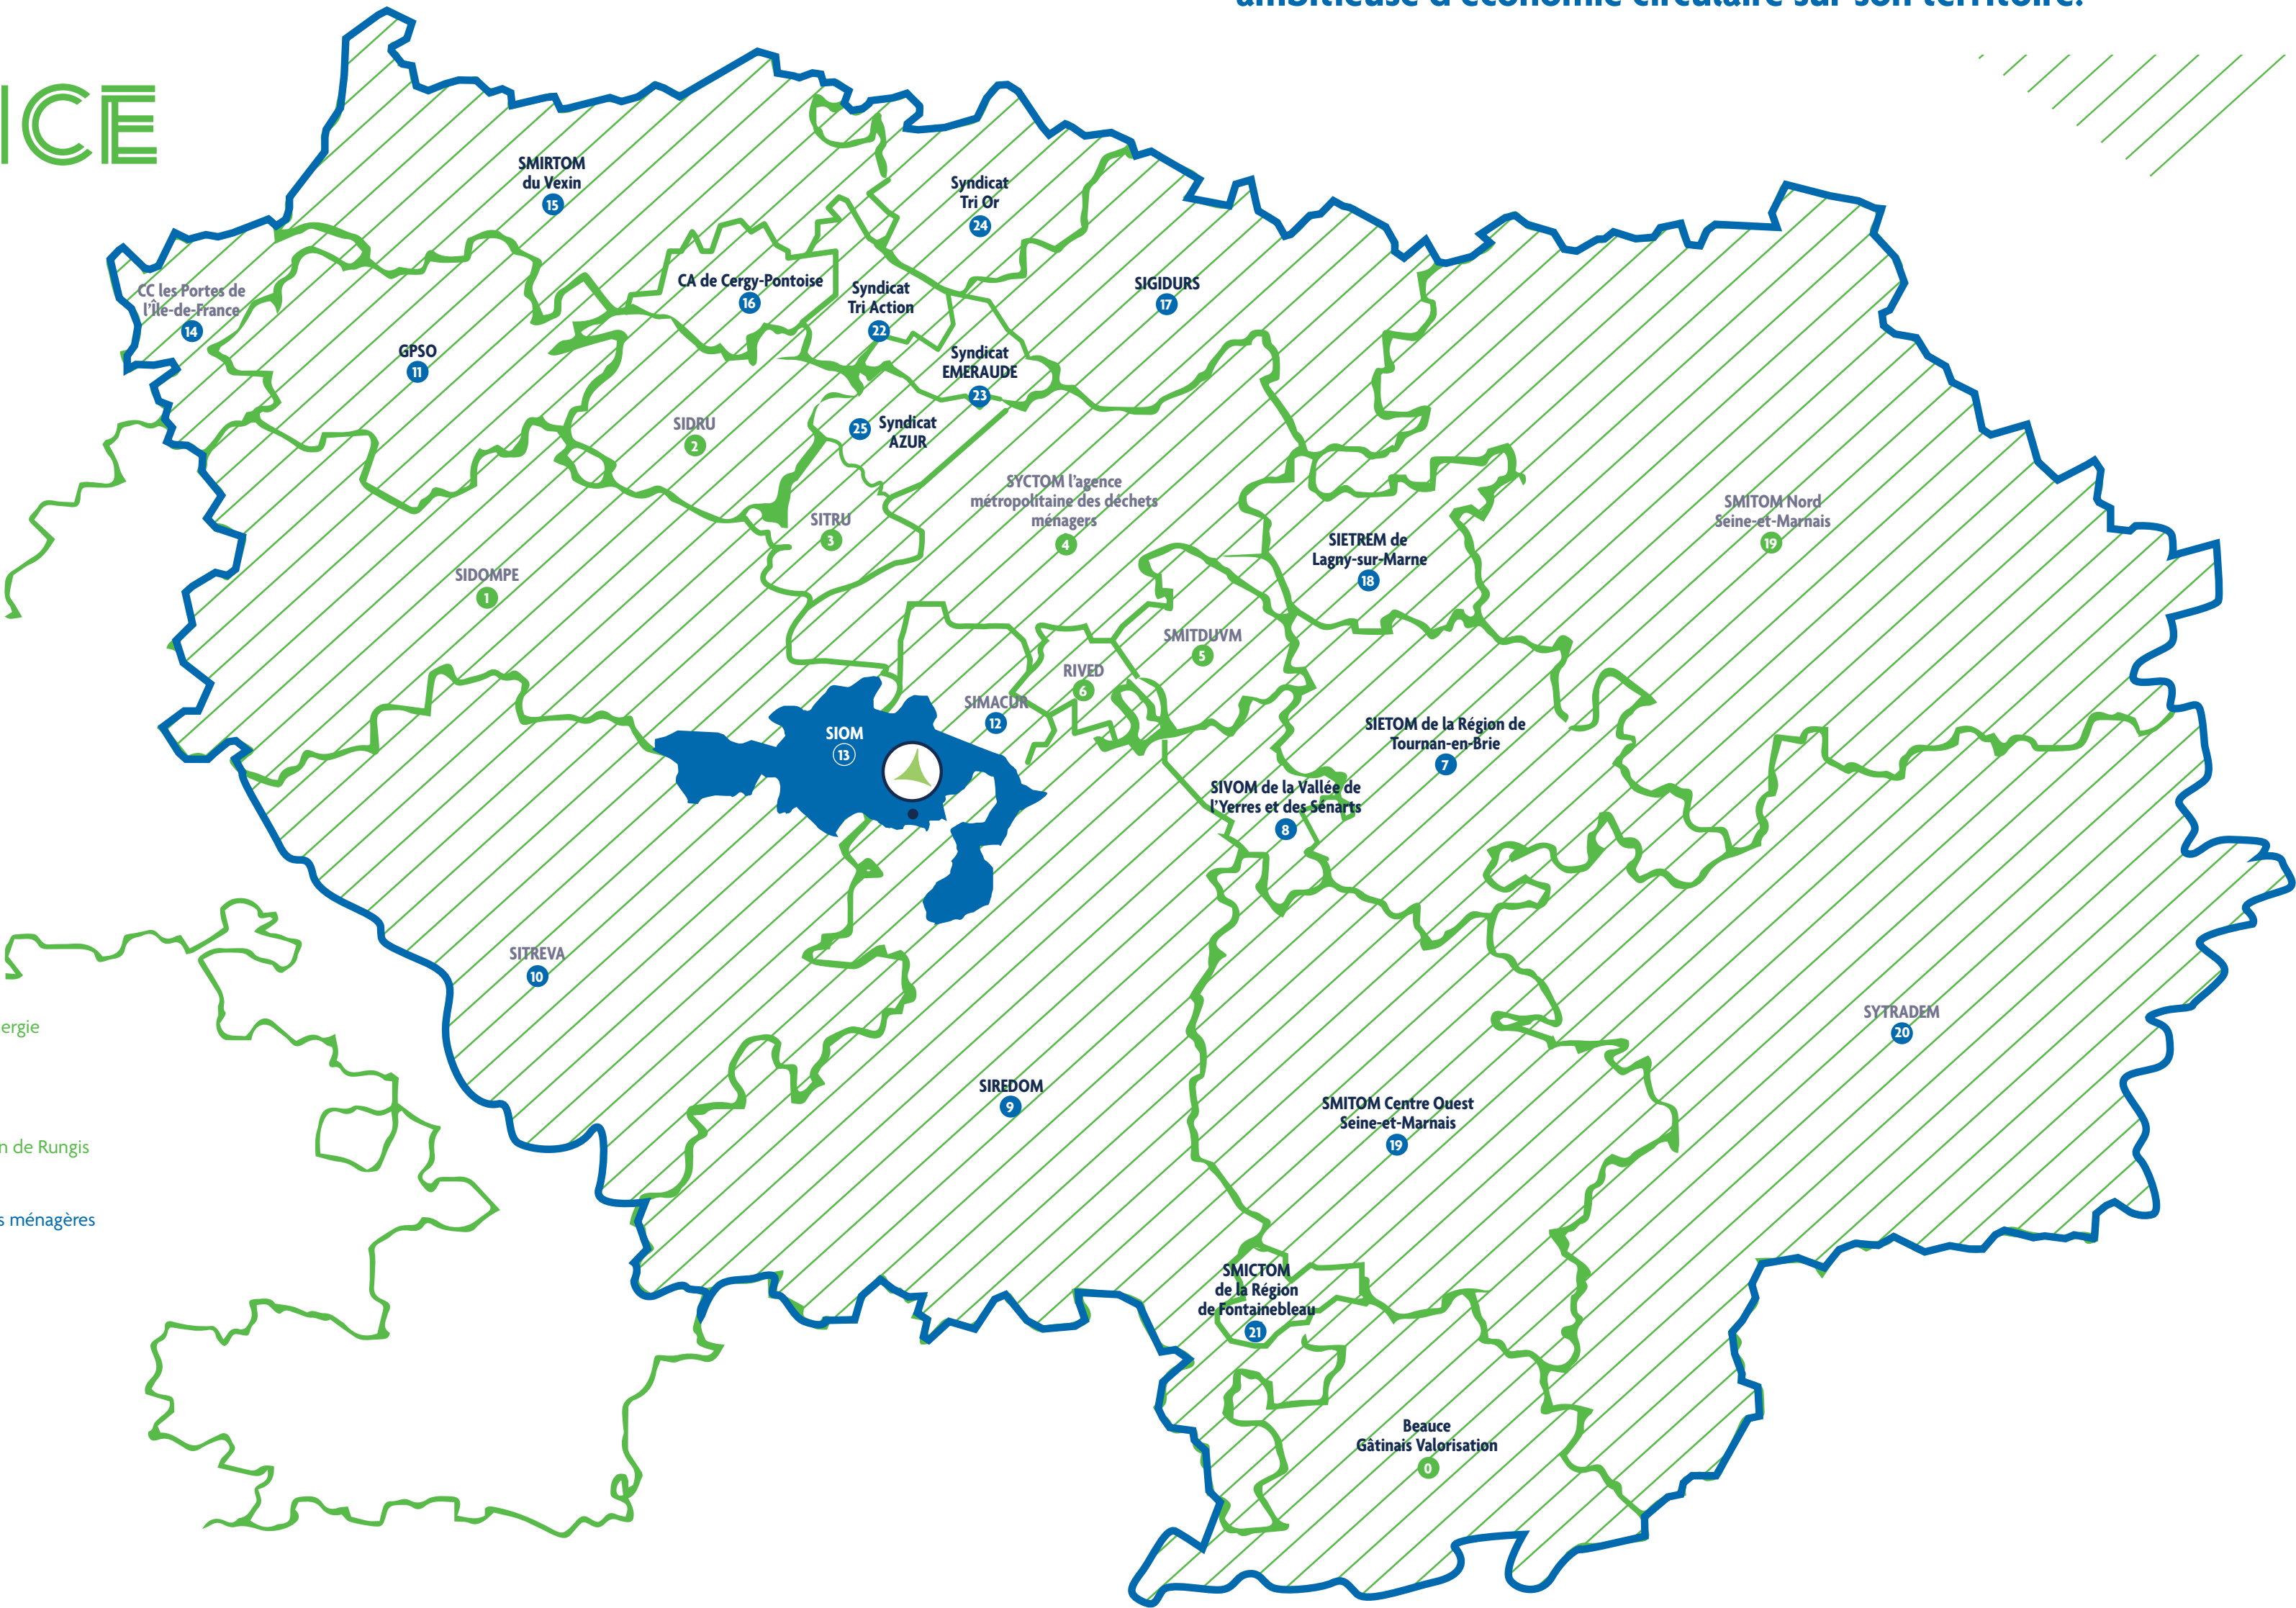 ambitieuse d'économie circulaire sur son territoire.
ICE
SMIRTOM
du Vexin
15
Syndicat
Tri Or
24
CC les Portes de
l'Île-de-France
14
CA de Cergy-Pontoise
16
Syndicat
Tri Action
22
SIGIDURS
17
GPSO
11
Syndicat
EMERAUDE
23
SIDRU
2
25
Syndicat
AZUR
SYCTOM l'agence
métropolitaine des déchets
ménagers
4
SMITOM Nord
Seine-et-Marnais
19
SITRU
3
SIETREM de
Lagny-sur-Marne
18
SIDOMPE
1
SMITDUVM
5
RIVED
6
SIMACUR
12
SIOM
13
SIETOM de la Région de
Tournan-en-Brie
7
SIVOM de la Vallée de
l'Yerres et des Sénarts
8
SITREVA
10
ergie
SYTRADEM
20
SIREDOM
9
SMITOM Centre Ouest
Seine-et-Marnais
19
n de Rungis
s ménagères
SMICTOM
de la Région
de Fontainebleau
21
Beauce
Gâtinais Valorisation
0